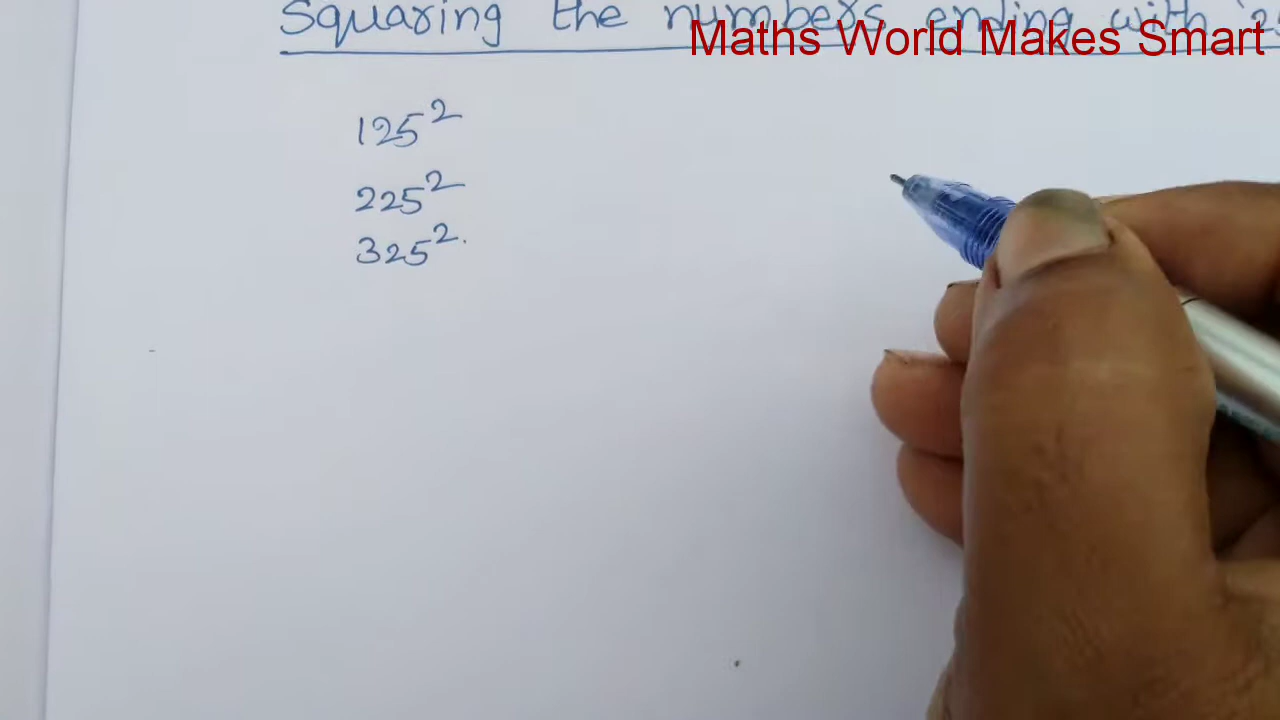 Squaring the numbers ending with
Maths World Makes Smart
125²
225²
325².